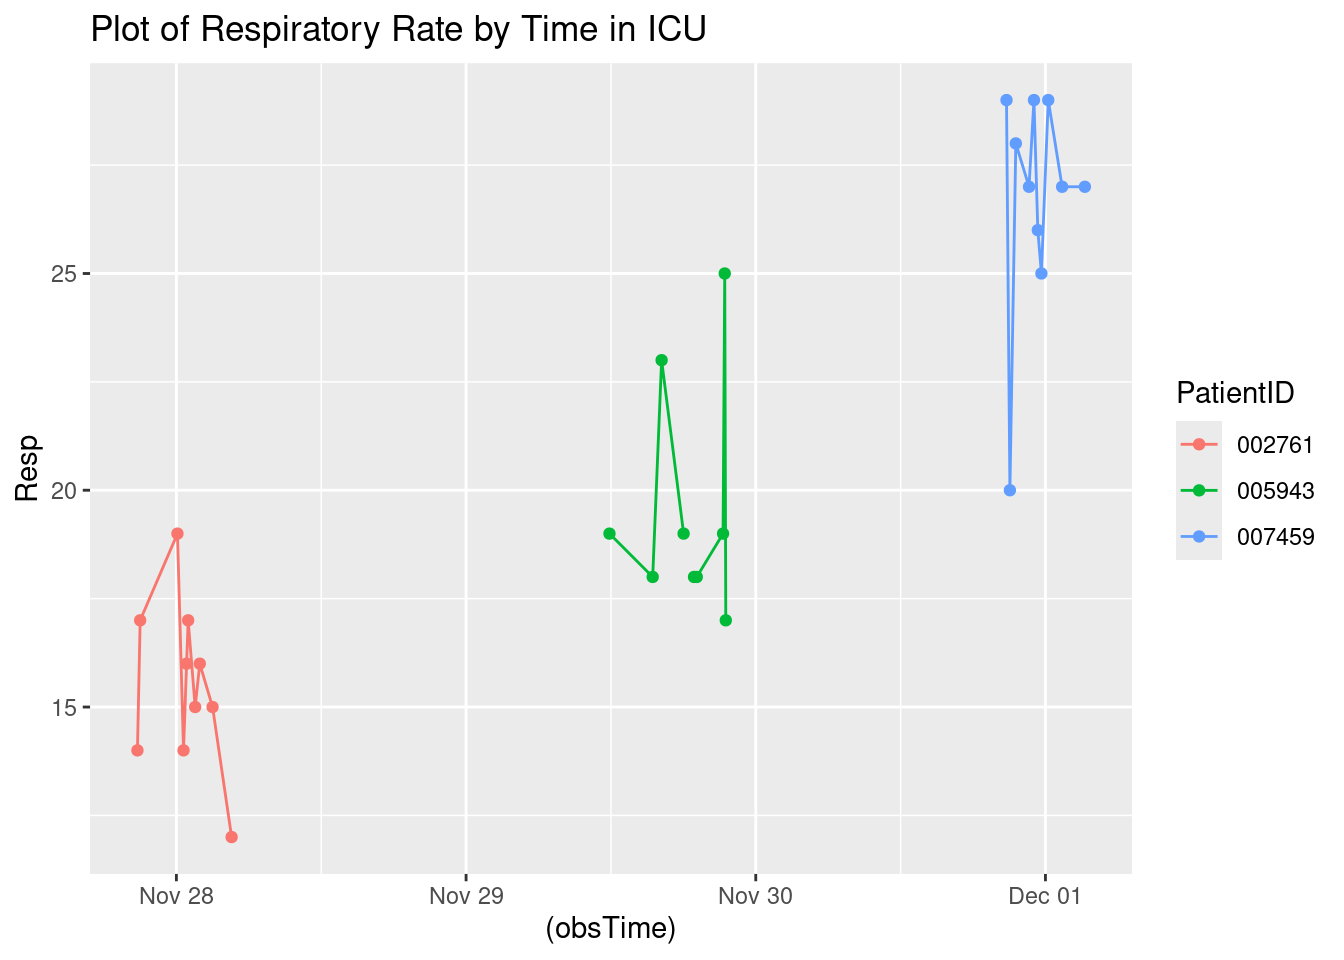 Plot of Respiratory Rate by Time in ICU
Resp
25
20
15
Nov 28
Nov 29
Nov 30
Dec 01
(obsTime)
PatientID
002761
005943
007459